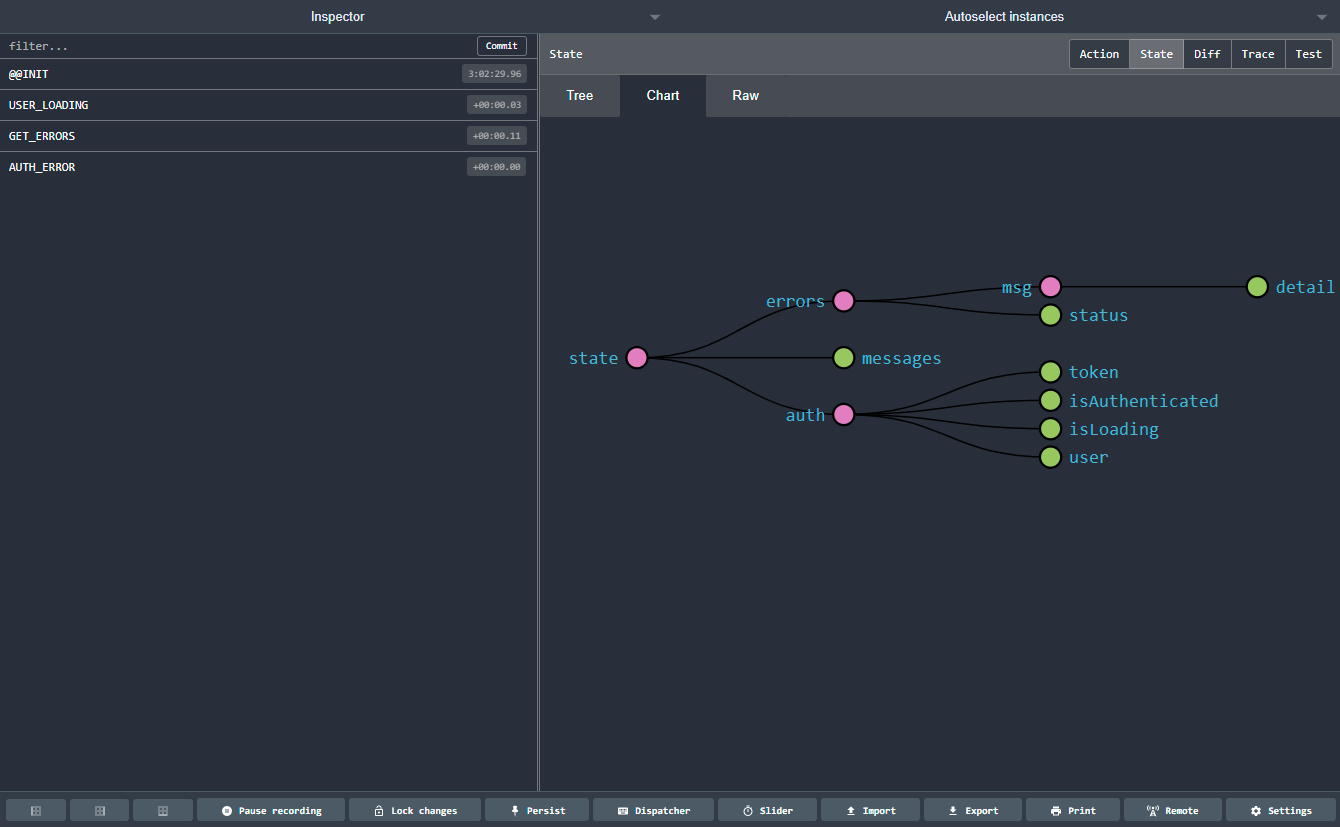 Inspector
Autoselect instances
filter...
Commit
@@INIT
3:02:29.96
USER_LOADING
+00:00.03
GET_ERRORS
+00:00.11
AUTH_ERROR
+00:00.00
State
Action
State
Diff
Trace
Test
Tree
Chart
Raw
msg
detail
errors
status
state
messages
token
isAuthenticated
auth
isLoading
user
Pause recording
Lock changes
Persist
Dispatcher
Slider
Import
Export
Print
Remote
Settings